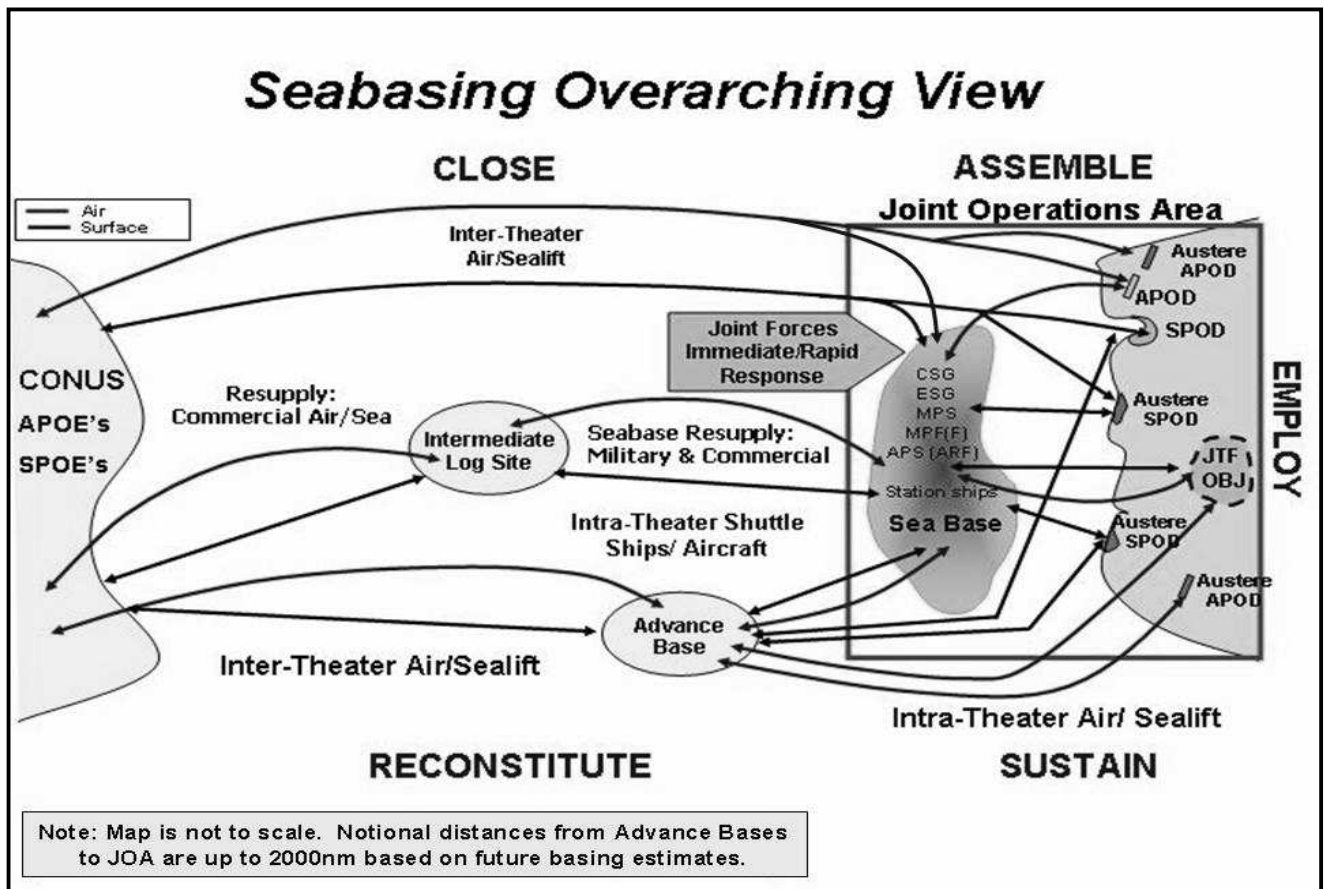 Seabasing Overarching View
CLOSE
ASSEMBLE
Joint Operations Area
Air
Surface
Inter-Theater
Air/Sealift
Austere
APOD
APOD
SPOD
Joint Forces
Immediate/Rapid
Response
CONUS
APOE's
SPOE's
Resupply:
Commercial Air/Sea
Intermediate
Log Site
Seabase Resupply:
Military & Commercial
CSG
ESG
MPS
MPF(F)
APS (ARF)
Station ships
Sea Base
Austere
SPOD
JTF
OBJ
EMPLOY
Intra-Theater Shuttle
Ships/ Aircraft
Austere
SPOD
Austere
APOD
Advance
Base
Inter-Theater Air/Sealift
Intra-Theater Air/ Sealift
RECONSTITUTE
SUSTAIN
Note: Map is not to scale. Notional distances from Advance Bases
to JOA are up to 2000nm based on future basing estimates.